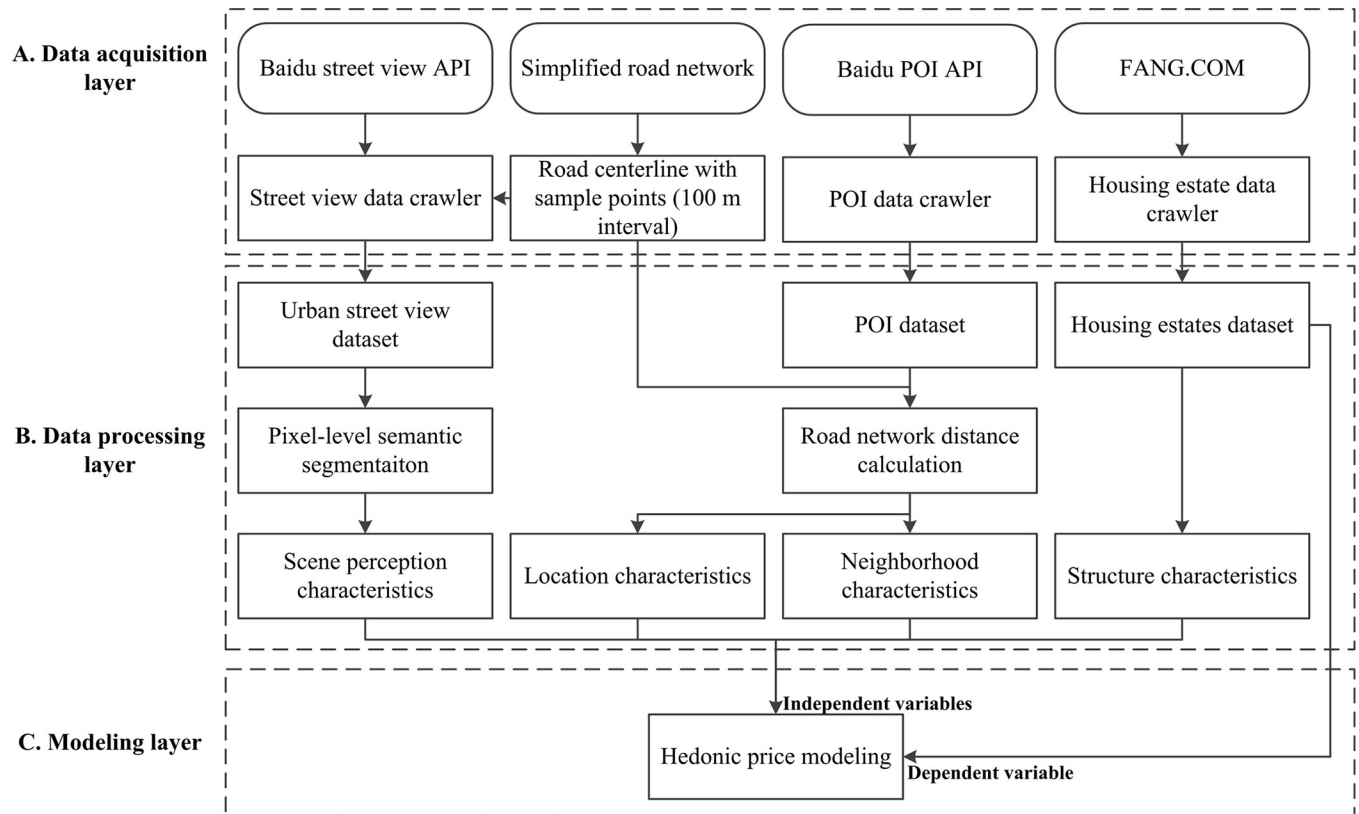 A. Data acquisition
layer
Baidu street view API
Simplified road network
Baidu POI API
FANG.COM
Street view data crawler
Road centerline with
sample points (100 m
interval)
POI data crawler
Housing estate data
crawler
B. Data processing
layer
Urban street view
dataset
POI dataset
Housing estates dataset
Pixel-level semantic
segmentaiton
Road network distance
calculation
Scene perception
characteristics
Location characteristics
Neighborhood
characteristics
Structure characteristics
C. Modeling layer
Independent variables
Hedonic price modeling
Dependent variable